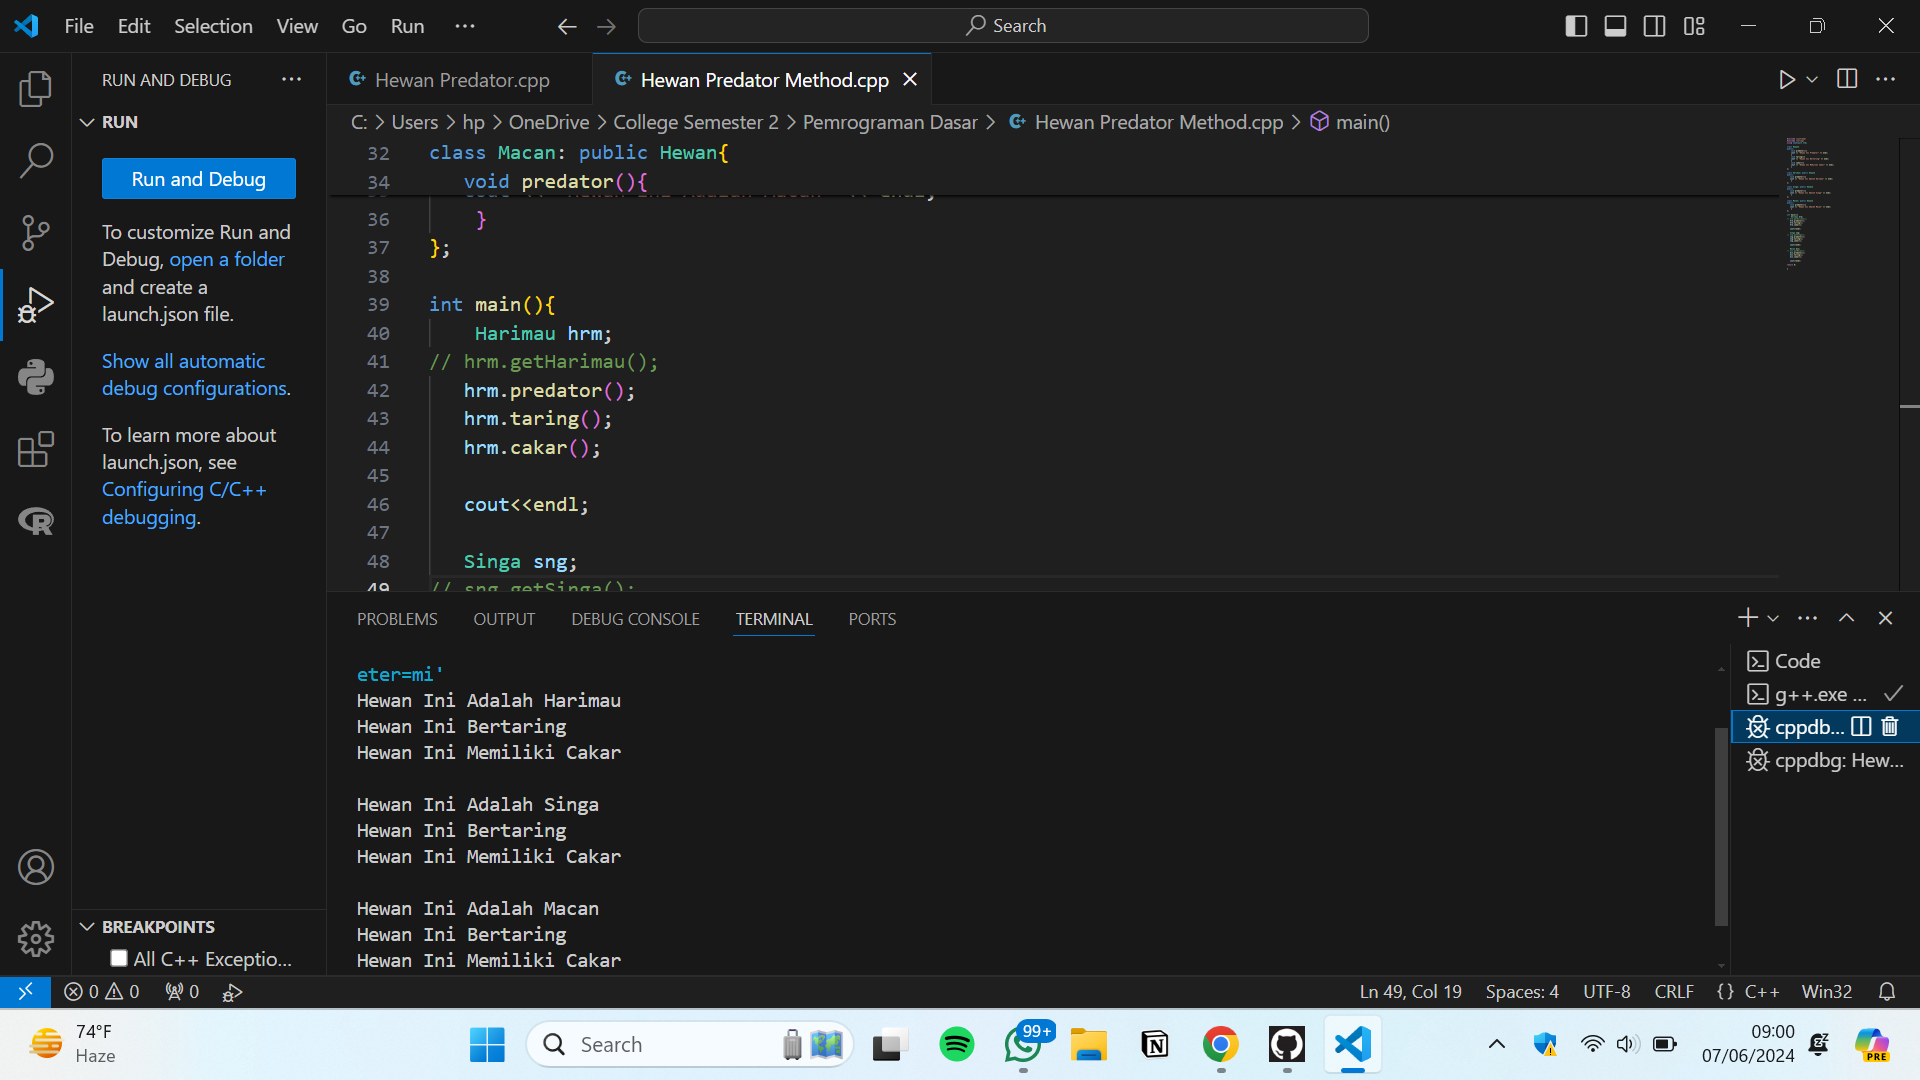 File Edit Selection View Go Run ···
Search
RUN AND DEBUG ···
Hewan Predator.cpp
Hewan Predator Method.cpp
RUN
C: > Users > hp > OneDrive > College Semester 2 > Pemrograman Dasar > Hewan Predator Method.cpp > main()
Run and Debug
To customize Run and
Debug, open a folder
and create a
launch.json file.
Show all automatic
debug configurations.
To learn more about
launch.json, see
Configuring C/C++
debugging.
32 class Macan: public Hewan{
34 void predator(){
36 }
37 };
38
39 int main(){
40 Harimau hrm;
41 // hrm.getHarimau();
42 hrm.predator();
43 hrm.taring();
44 hrm.cakar();
45
46 cout<<endl;
47
48 Singa sng;
49 // sng.getSinga();
PROBLEMS OUTPUT DEBUG CONSOLE TERMINAL PORTS
eter=mi'
Hewan Ini Adalah Harimau
Hewan Ini Bertaring
Hewan Ini Memiliki Cakar
Hewan Ini Adalah Singa
Hewan Ini Bertaring
Hewan Ini Memiliki Cakar
Hewan Ini Adalah Macan
Hewan Ini Bertaring
Hewan Ini Memiliki Cakar
Code
g++.exe ...
cppdb...
cppdbg: Hew...
BREAKPOINTS
All C++ Exceptio...
0 0 0
Ln 49, Col 19 Spaces: 4 UTF-8 CRLF {} C++ Win32
74°F
Haze
Search
99+
09:00
07/06/2024
PRE